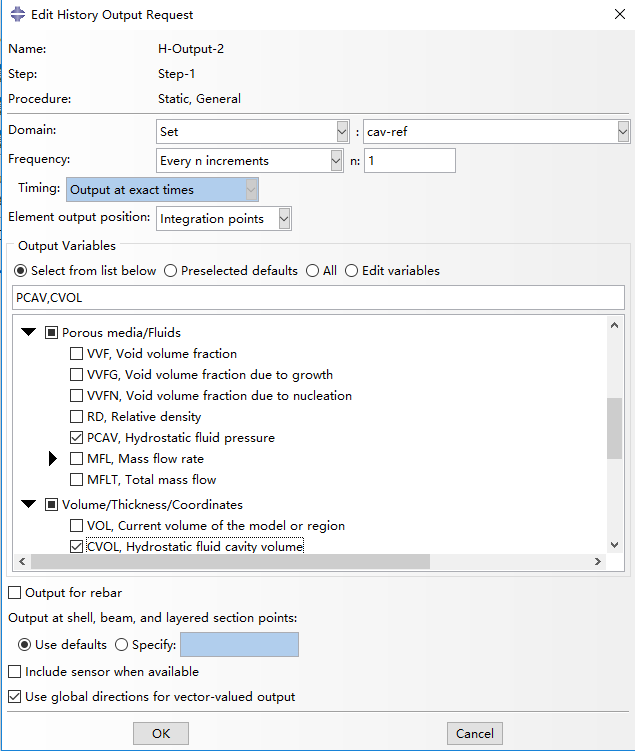 Edit History Output Request
Name: H-Output-2
Step: Step-1
Procedure: Static, General
Domain: Set : cav-ref
Frequency: Every n increments n: 1
Timing: Output at exact times
Element output position: Integration points
Output Variables
Select from list below Preselected defaults All Edit variables
PCAV,CVOL
Porous media/Fluids
VVF, Void volume fraction
VVFG, Void volume fraction due to growth
VVFN, Void volume fraction due to nucleation
RD, Relative density
PCAV, Hydrostatic fluid pressure
MFL, Mass flow rate
MFLT, Total mass flow
Volume/Thickness/Coordinates
VOL, Current volume of the model or region
CVOL, Hydrostatic fluid cavity volume
Output for rebar
Output at shell, beam, and layered section points:
Use defaults Specify:
Include sensor when available
Use global directions for vector-valued output
OK Cancel